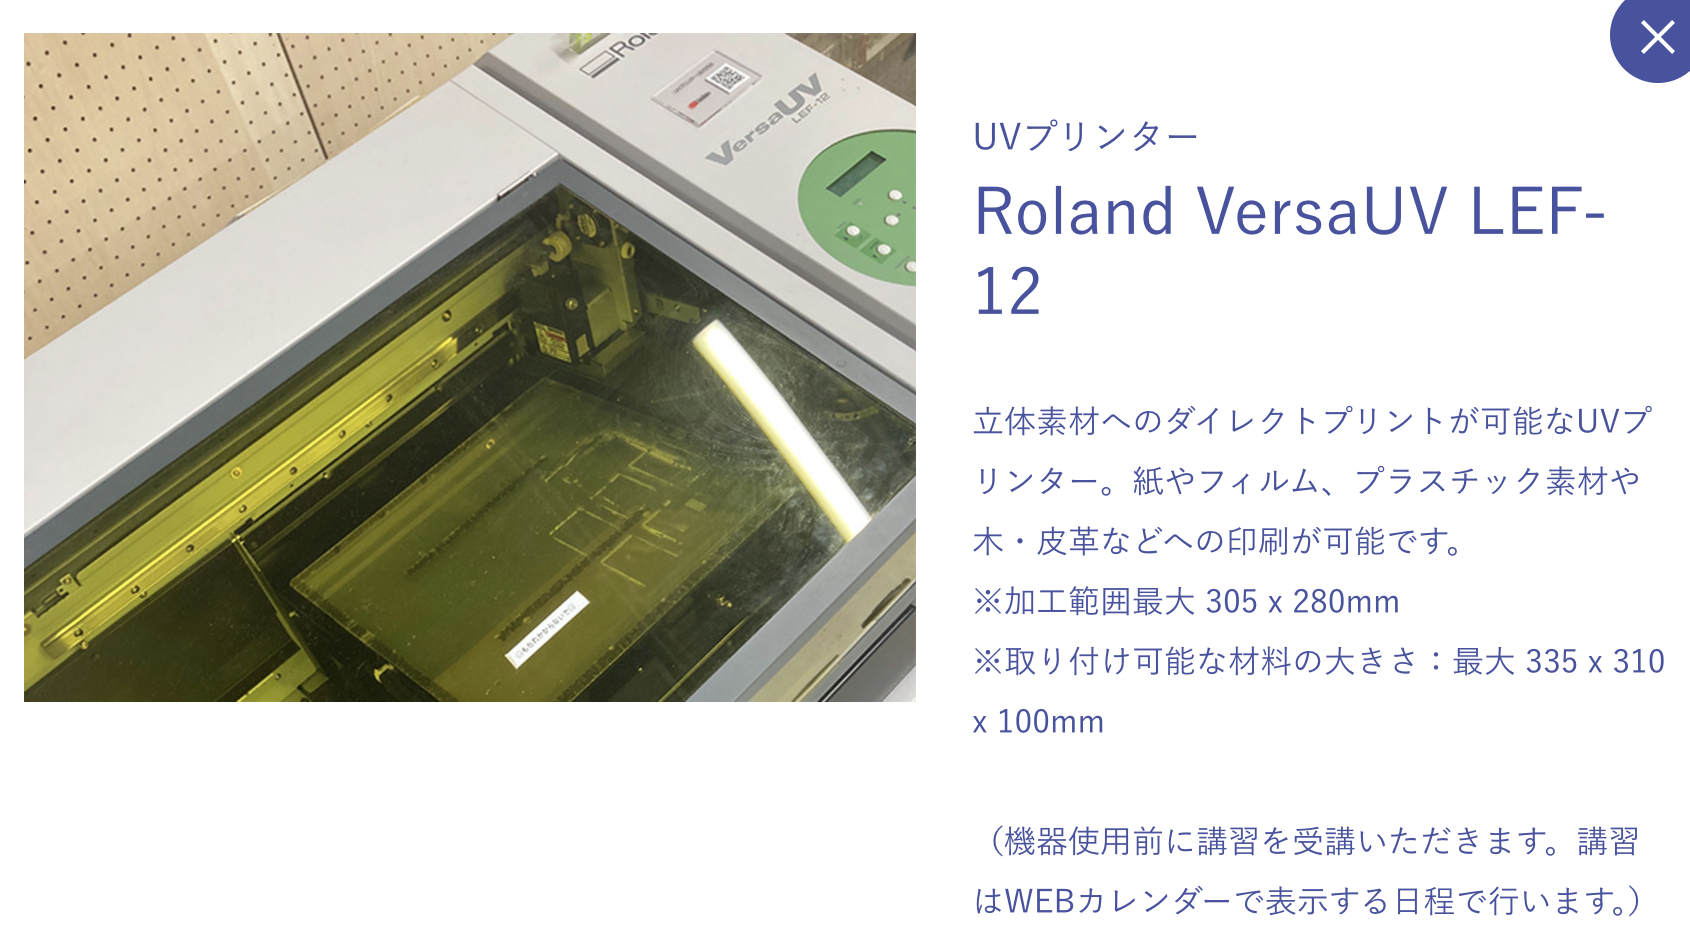 Rol
VersaUV
LEF-12
UVプリンター
Roland VersaUV LEF-
12
立体素材へのダイレクトプリントが可能なUVプ
リンター。紙やフィルム、プラスチック素材や
木・皮革などへの印刷が可能です。
※加工範囲最大 305 x 280mm
※取り付け可能な材料の大きさ：最大 335 x 310
x 100mm
（機器使用前に講習を受講いただきます。講習
はWEBカレンダーで表示する日程で行います。）